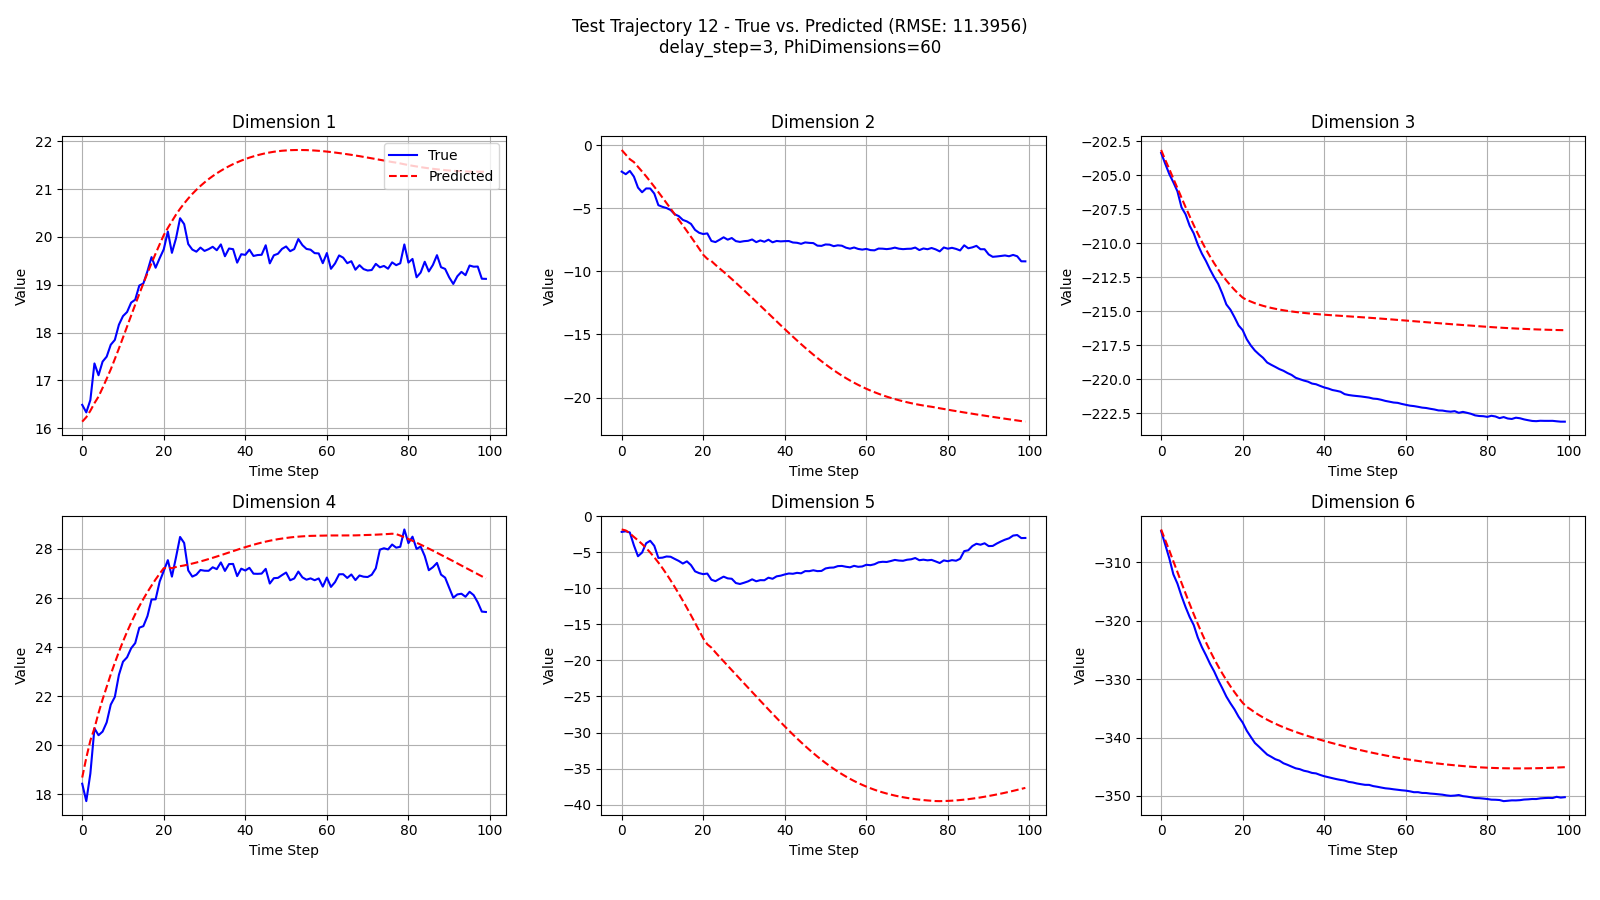 Test Trajectory 12 - True vs. Predicted (RMSE: 11.3956)
delay_step=3, PhiDimensions=60
Dimension 1
22
21
20
19
18
17
16
Value
0 20 40 60 80 100
Time Step
True
Predicted
Dimension 2
0
−5
−10
−15
−20
Value
0 20 40 60 80 100
Time Step
Dimension 3
−202.5
−205.0
−207.5
−210.0
−212.5
−215.0
−217.5
−220.0
−222.5
Value
0 20 40 60 80 100
Time Step
Dimension 4
28
26
24
22
20
18
Value
0 20 40 60 80 100
Time Step
Dimension 5
0
−5
−10
−15
−20
−25
−30
−35
−40
Value
0 20 40 60 80 100
Time Step
Dimension 6
−310
−320
−330
−340
−350
Value
0 20 40 60 80 100
Time Step